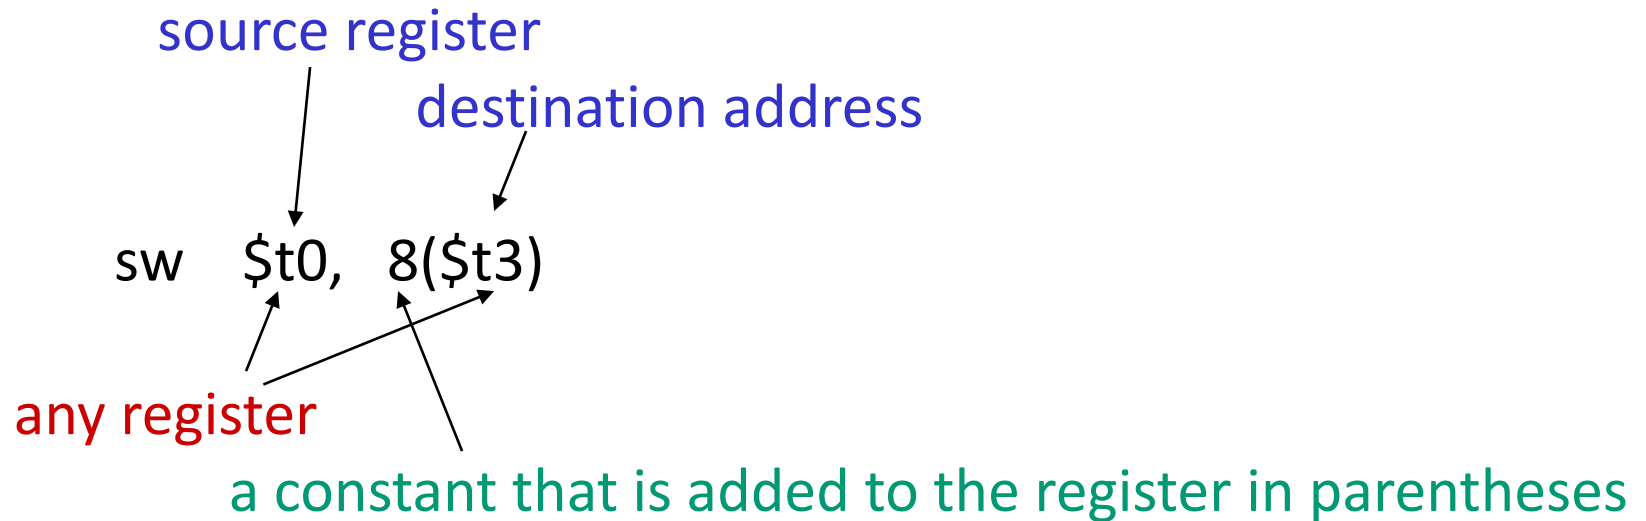 source register
destination address
sw $t0, 8($t3)
any register
a constant that is added to the register in parentheses